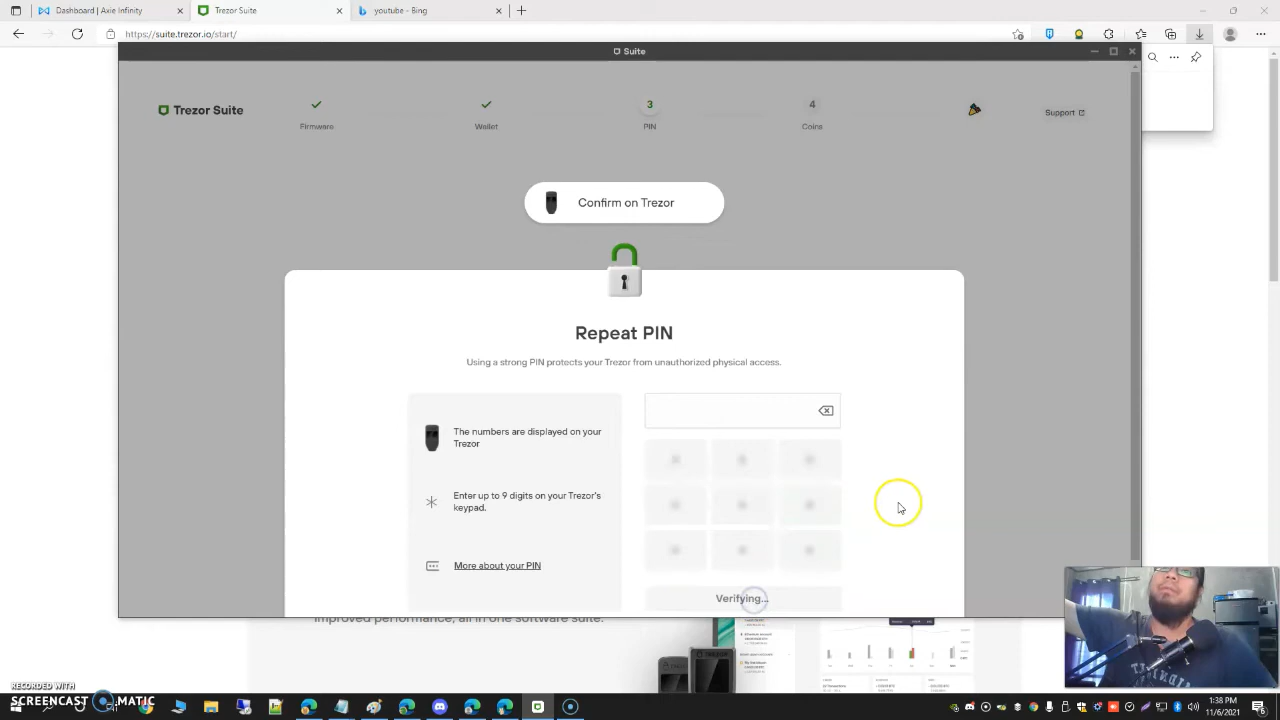 Dashboard | Axie Infinity
Trezor Suite
youtube - Bing
https://suite.trezor.io/start/
Suite
Trezor Suite
3
4
Firmware
Wallet
PIN
Coins
Support
Confirm on Trezor
Repeat PIN
Using a strong PIN protects your Trezor from unauthorized physical access.
The numbers are displayed on your
Trezor
Enter up to 9 digits on your Trezor's
keypad.
More about your PIN
Verifying...
Improved performance, all in one software suite.
RECORDED WITH
SCREENCAST MATIC
1:38 PM
11/6/2021